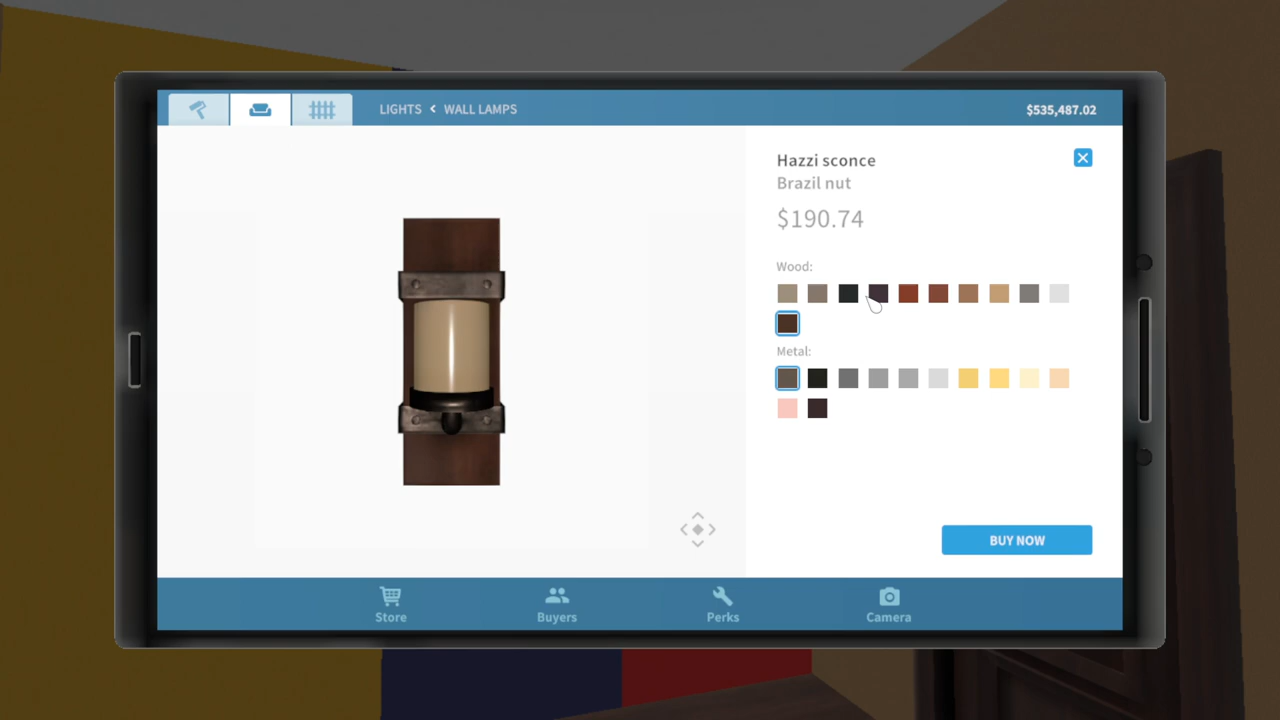 LIGHTS < WALL LAMPS
$535,487.02
Hazzi sconce
Brazil nut
$190.74
Wood:
Metal:
BUY NOW
Store
Buyers
Perks
Camera